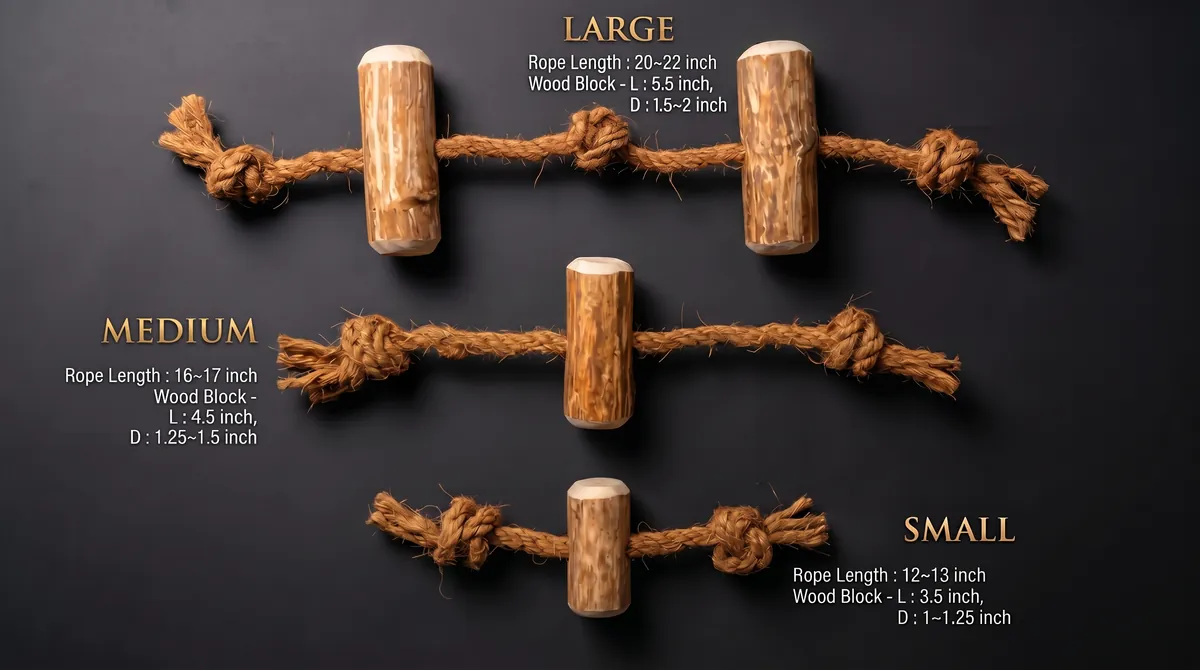 LARGE
Rope Length : 20~22 inch
Wood Block - L : 5.5 inch,
D : 1.5~2 inch
MEDIUM
Rope Length : 16~17 inch
Wood Block -
L : 4.5 inch,
D : 1.25~1.5 inch
SMALL
Rope Length : 12~13 inch
Wood Block - L : 3.5 inch,
D : 1~1.25 inch